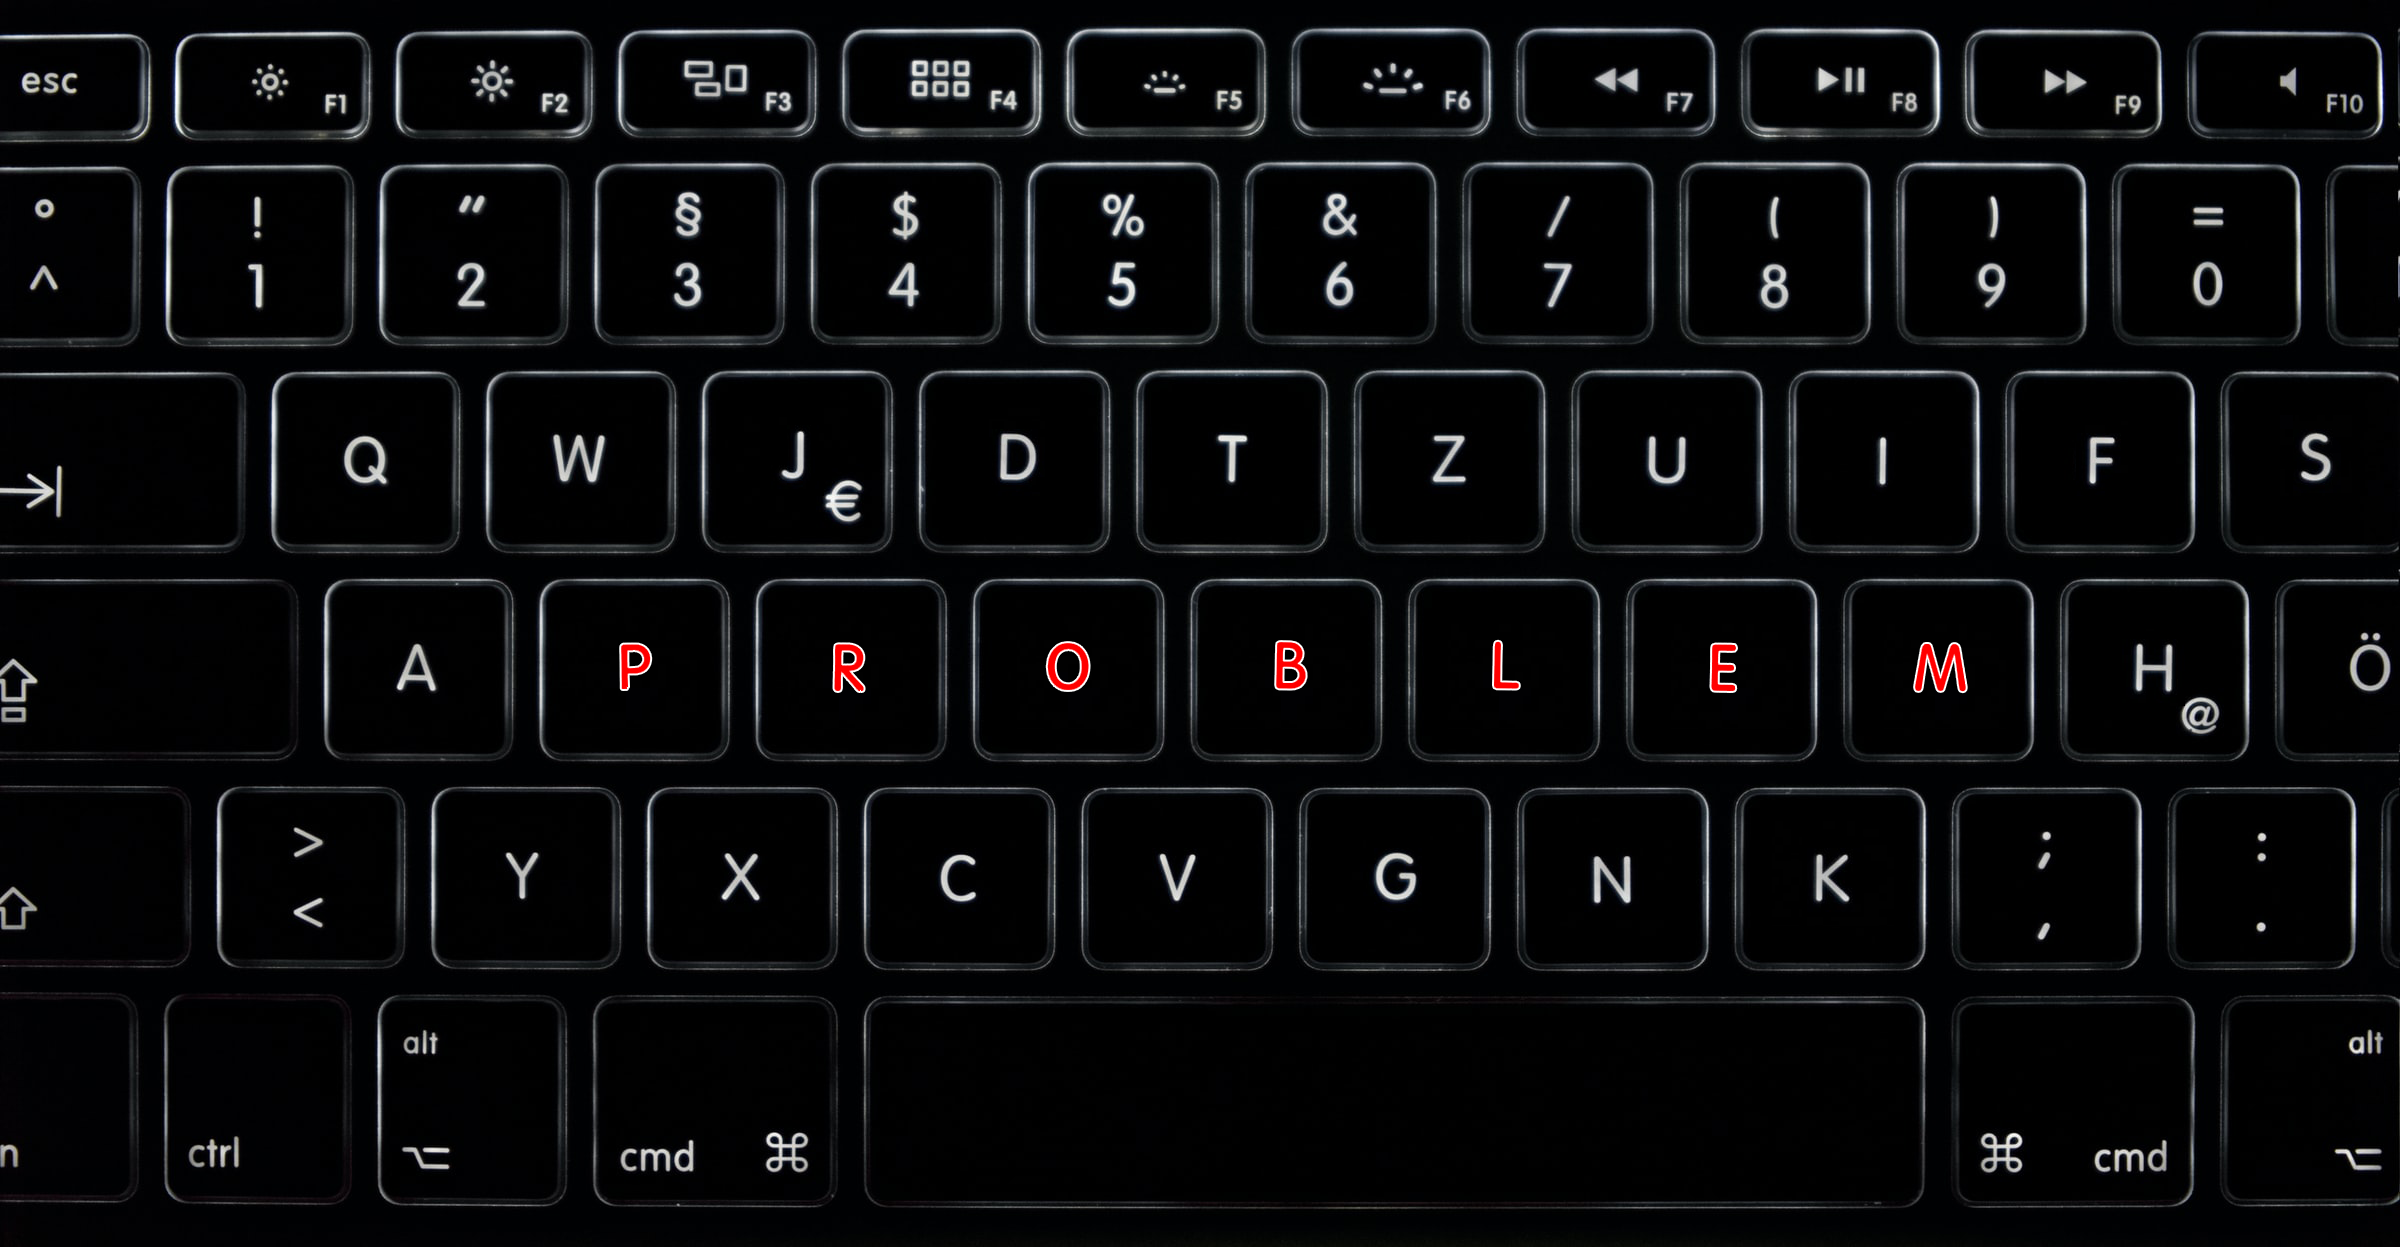 esc F1 F2 F3 F4 F5 F6 F7 F8 F9 F10
° ! " § $ % & / ( ) =
^ 1 2 3 4 5 6 7 8 9 0
Q W J € D T Z U I F S
A P R O B L E M H @ Ö
> Y X C V G N K ; :
< , .
alt alt
n ctrl cmd ⌘ ⌘ cmd